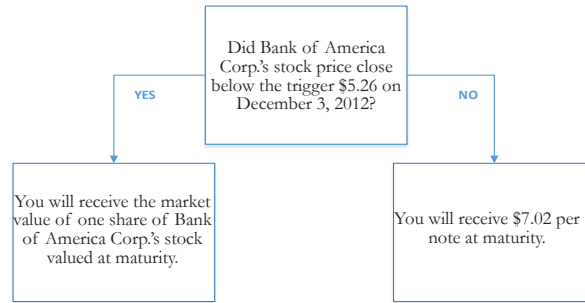 Did Bank of America
Corp.'s stock price close
below the trigger $5.26 on
December 3, 2012?
YES
NO
You will receive the market
value of one share of Bank
of America Corp.'s stock
valued at maturity.
You will receive $7.02 per
note at maturity.